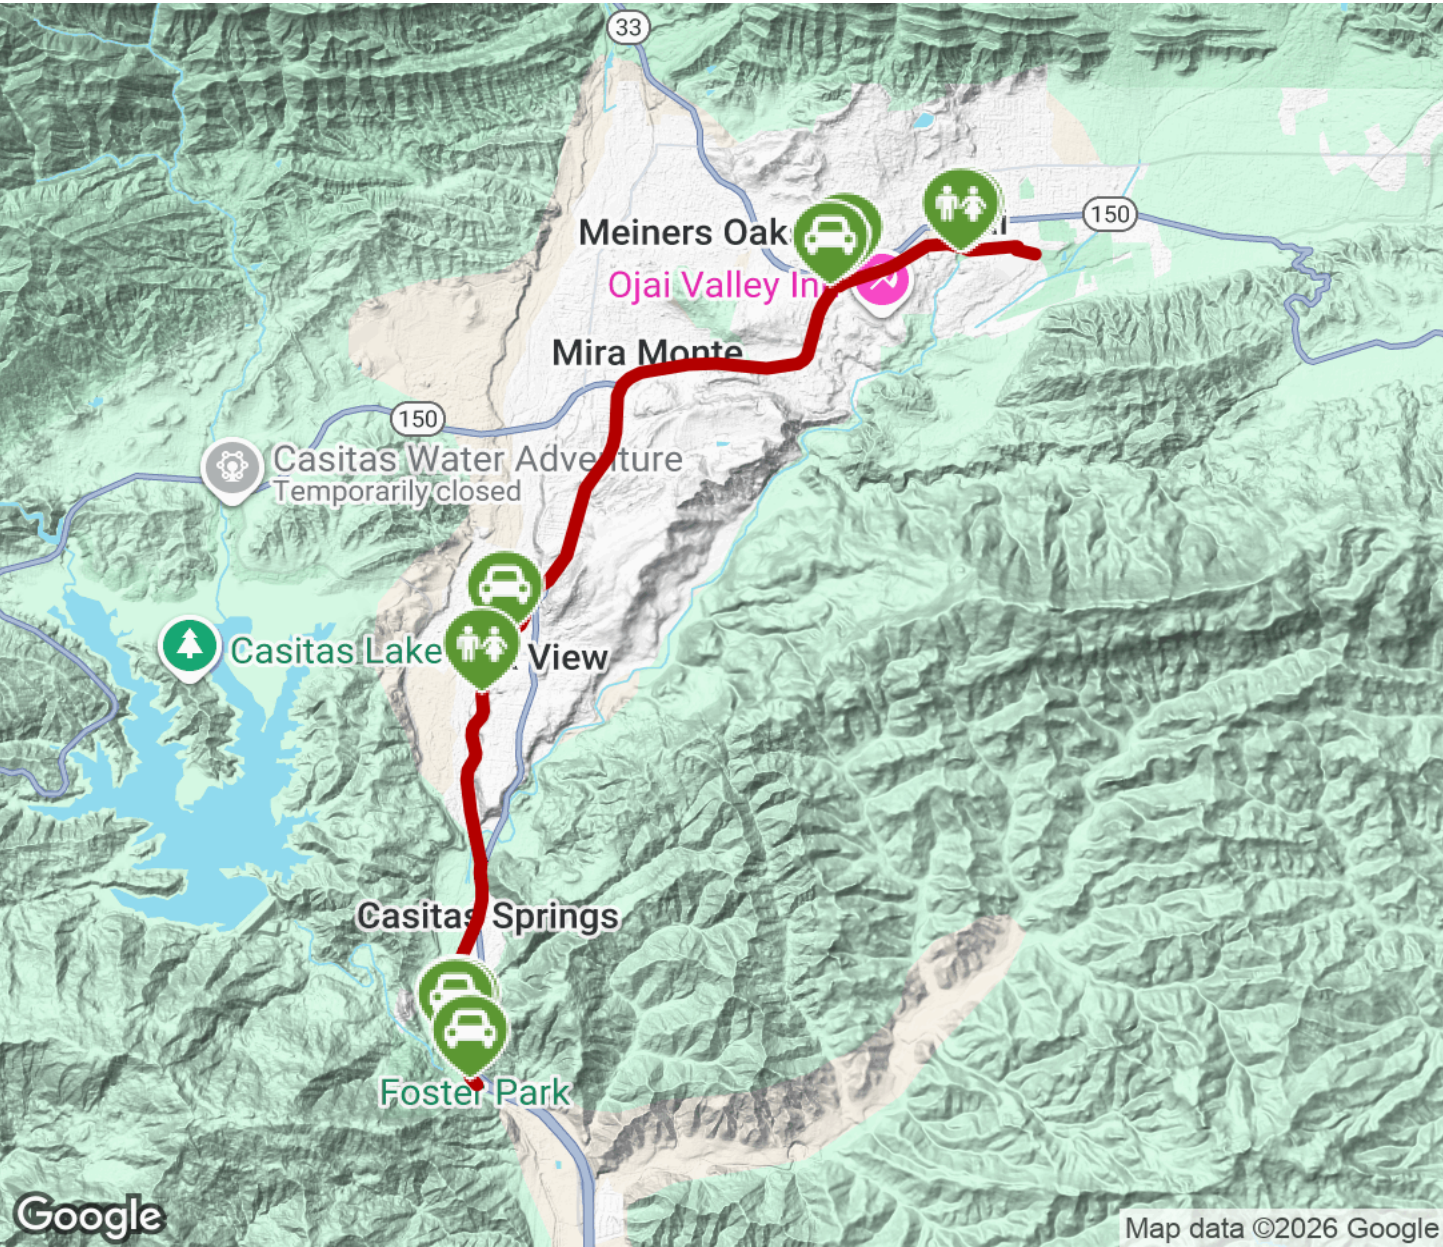 33
150
Meiners Oak
Ojai Valley In
Mira Monte
150
Casitas Water Adventure
Temporarily closed
Casitas Lake
View
Casitas Springs
Foster Park
Google
Map data ©2026 Google